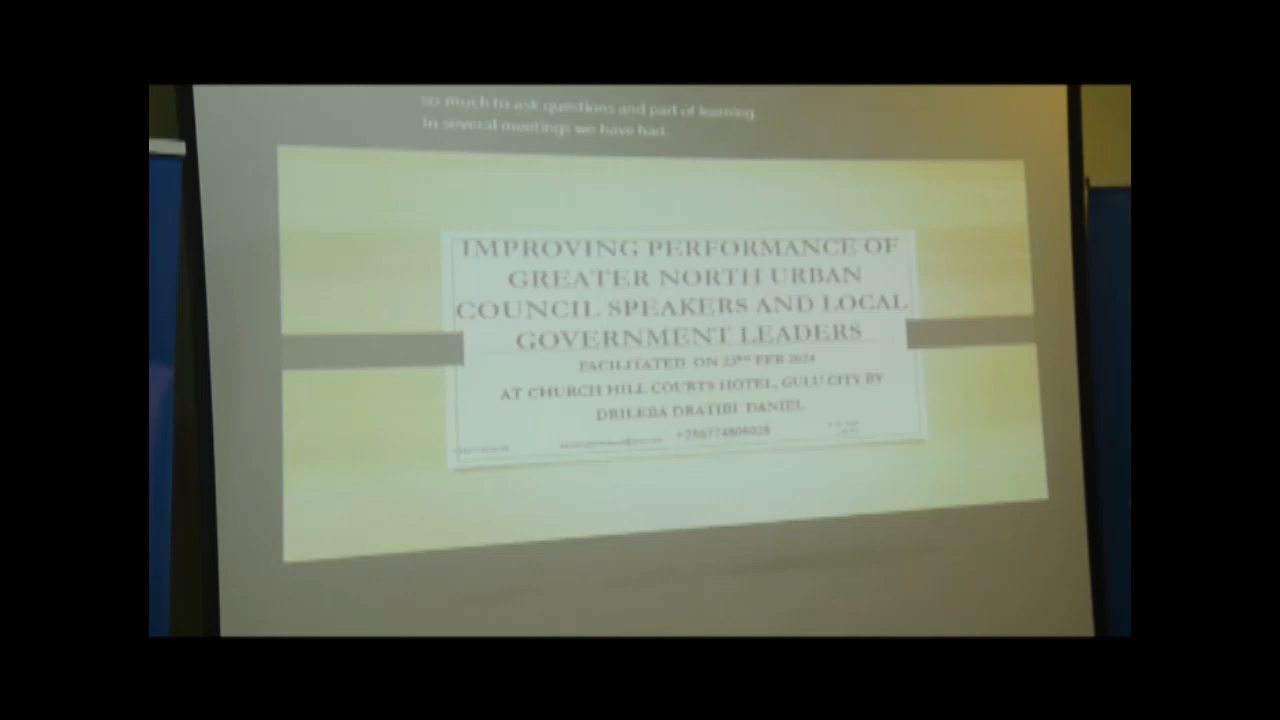 so much to ask questions and part of learning
In several meetings we have had.
IMPROVING PERFORMANCE OF
GREATER NORTH URBAN
COUNCIL SPEAKERS AND LOCAL
GOVERNMENT LEADERS
FACILITATED ON 23RD FEB 2024
AT CHURCH HILL COURTS HOTEL, GULU CITY BY
DRILEBA DRATIBI DANIEL